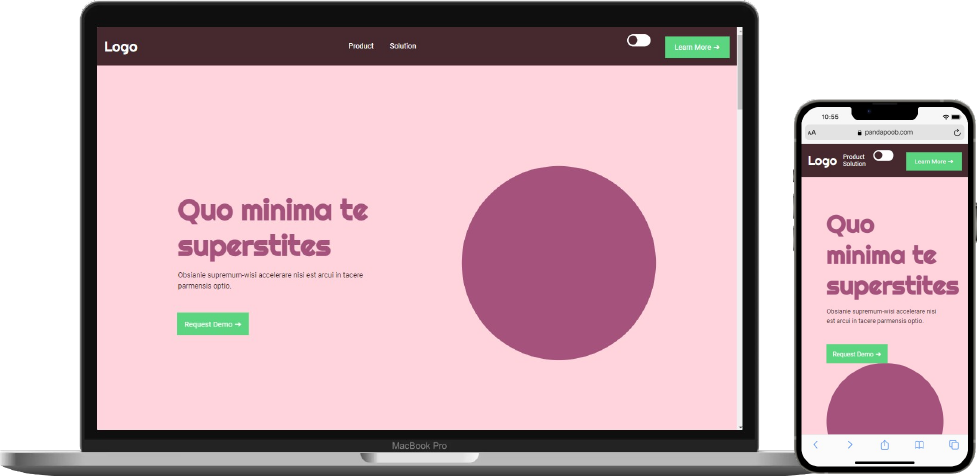 Logo
Product
Solution
Learn More →
Quo minima te
superstites
Obsianie supremum-wisi accelerare nisi est arcui in tacere
parmensis optio.
Request Demo →
MacBook Pro
10:55
AA
pandapoob.com
Logo
Product
Solution
Learn More →
Quo
minima te
superstites
Obsianie supremum-wisi accelerare nisi
est arcui in tacere parmensis optio.
Request Demo →